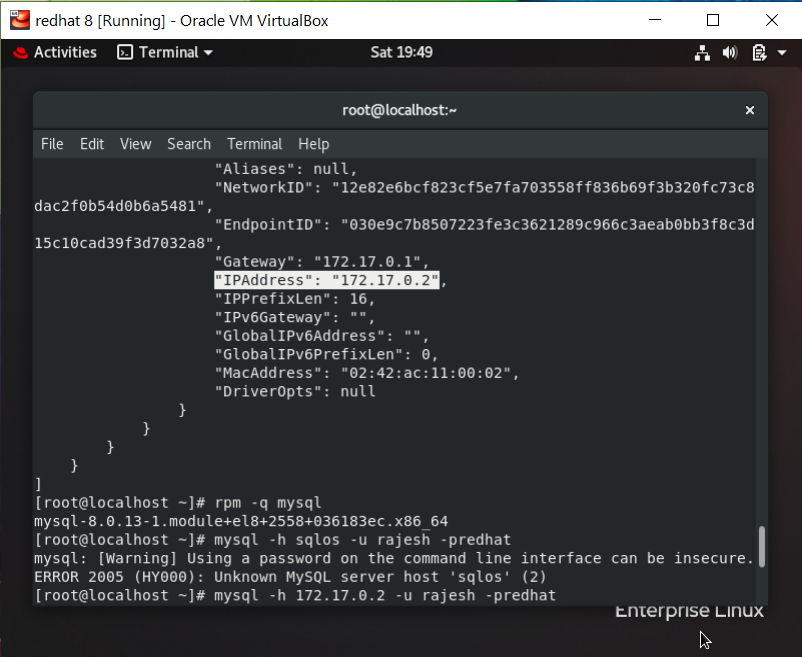 redhat 8 [Running] - Oracle VM VirtualBox
Activities Terminal Sat 19:49
root@localhost:~
File Edit View Search Terminal Help
"Aliases": null,
"NetworkID": "12e82e6bcf823cf5e7fa703558ff836b69f3b320fc73c8
dac2f0b54d0b6a5481",
"EndpointID": "030e9c7b8507223fe3c3621289c966c3aeab0bb3f8c3d
15c10cad39f3d7032a8",
"Gateway": "172.17.0.1",
"IPAddress": "172.17.0.2",
"IPPrefixLen": 16,
"IPv6Gateway": "",
"GlobalIPv6Address": "",
"GlobalIPv6PrefixLen": 0,
"MacAddress": "02:42:ac:11:00:02",
"DriverOpts": null
}
}
}
}
]
[root@localhost ~]# rpm -q mysql
mysql-8.0.13-1.module+el8+2558+036183ec.x86_64
[root@localhost ~]# mysql -h sqlos -u rajesh -predhat
mysql: [Warning] Using a password on the command line interface can be insecure.
ERROR 2005 (HY000): Unknown MySQL server host 'sqlos' (2)
[root@localhost ~]# mysql -h 172.17.0.2 -u rajesh -predhat
Enterprise Linux